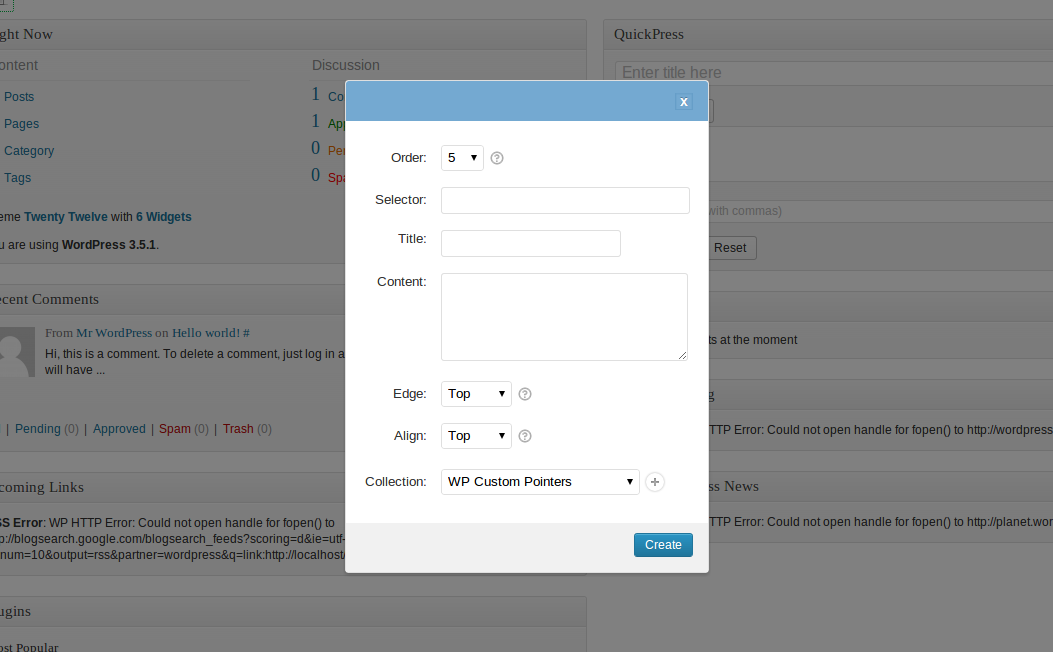 ght Now
ontent
Discussion
Posts
1 Co
Pages
1 App
Category
0 Pe
Tags
0 Spa
eme Twenty Twelve with 6 Widgets
u are using WordPress 3.5.1.
ecent Comments
From Mr WordPress on Hello world! #
Hi, this is a comment. To delete a comment, just log in a
will have ...
| Pending (0) | Approved | Spam (0) | Trash (0)
coming Links
SS Error: WP HTTP Error: Could not open handle for fopen() to
p://blogsearch.google.com/blogsearch_feeds?scoring=d&ie=utf-
num=10&output=rss&partner=wordpress&q=link:http://localhost/
ugins
ost Popular
x
Order: 5 ?
Selector:
Title:
Content:
Edge: Top ?
Align: Top ?
Collection: WP Custom Pointers +
Create
QuickPress
Enter title here
with commas)
Reset
ts at the moment
g
TTP Error: Could not open handle for fopen() to http://wordpress
ss News
TTP Error: Could not open handle for fopen() to http://planet.wor